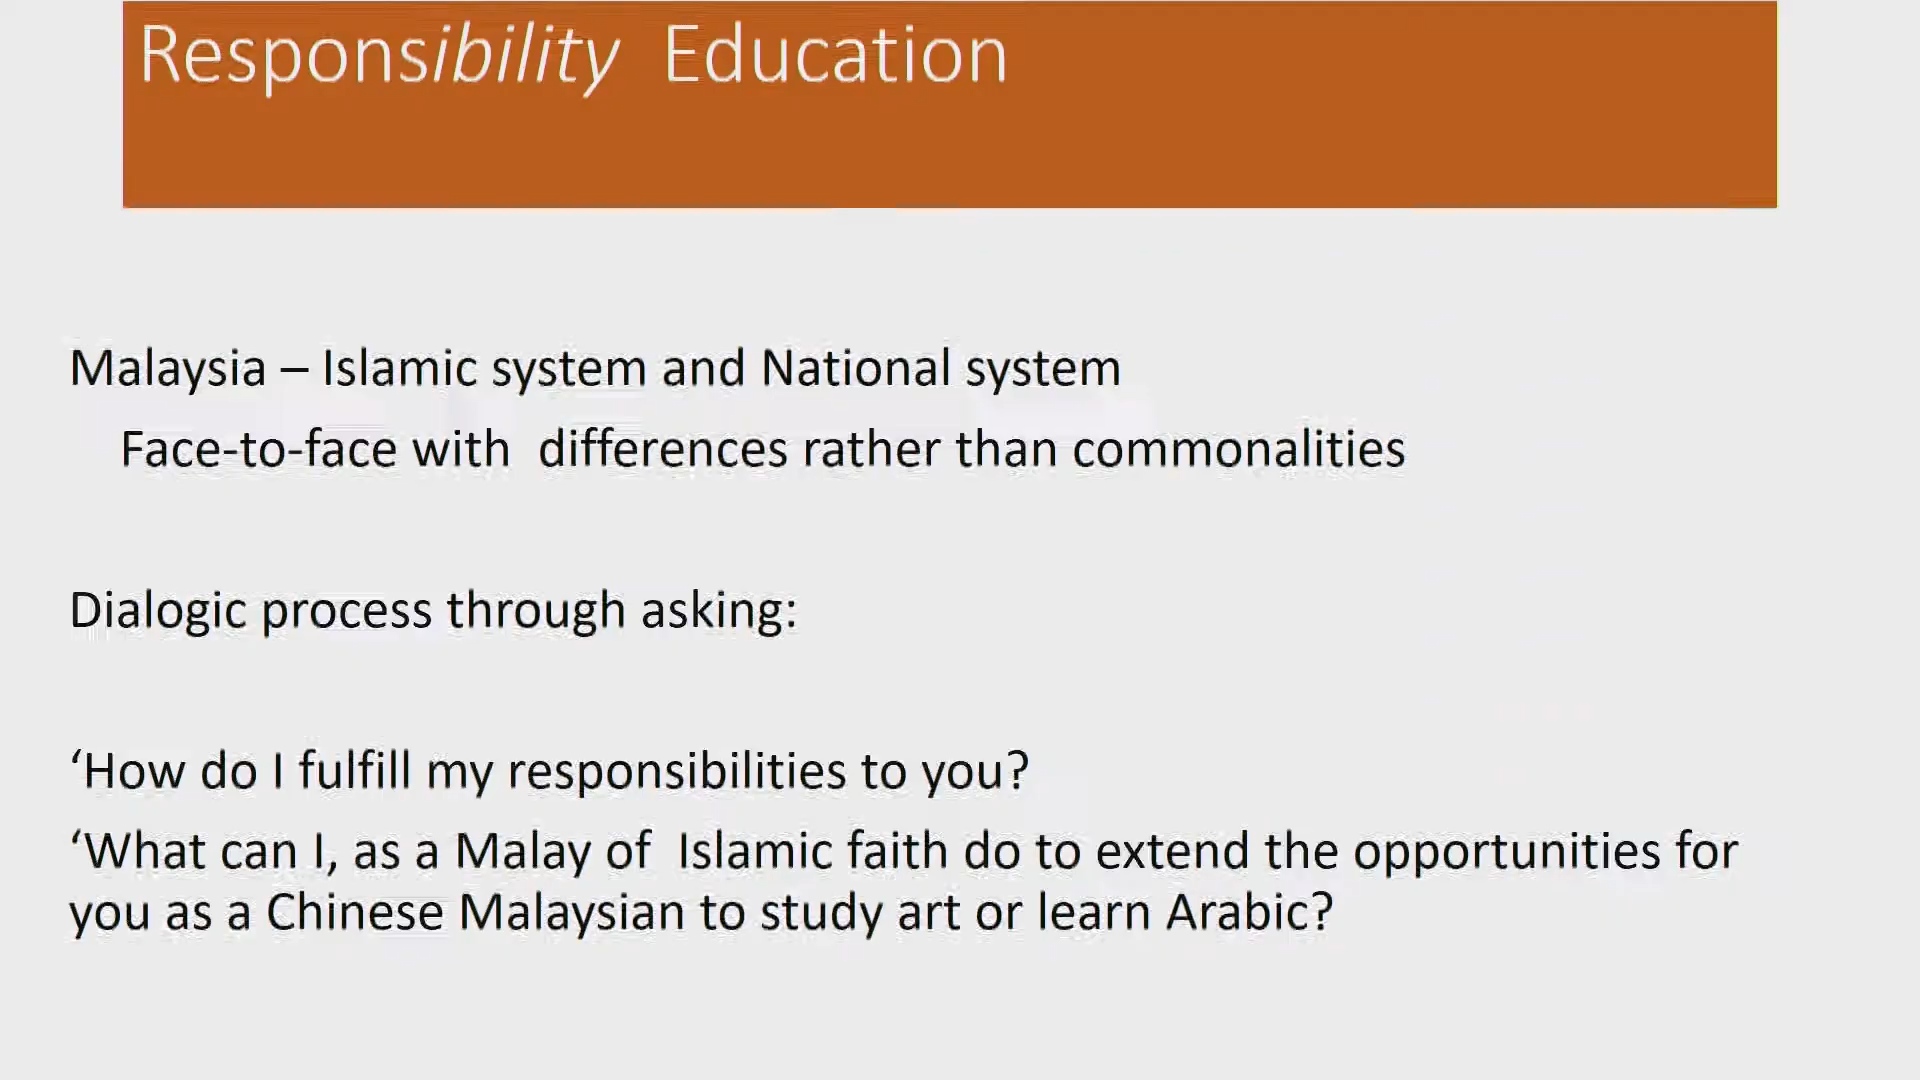 Responsibility Education
Malaysia – Islamic system and National system
Face-to-face with differences rather than commonalities
Dialogic process through asking:
‘How do I fulfill my responsibilities to you?
‘What can I, as a Malay of Islamic faith do to extend the opportunities for
you as a Chinese Malaysian to study art or learn Arabic?